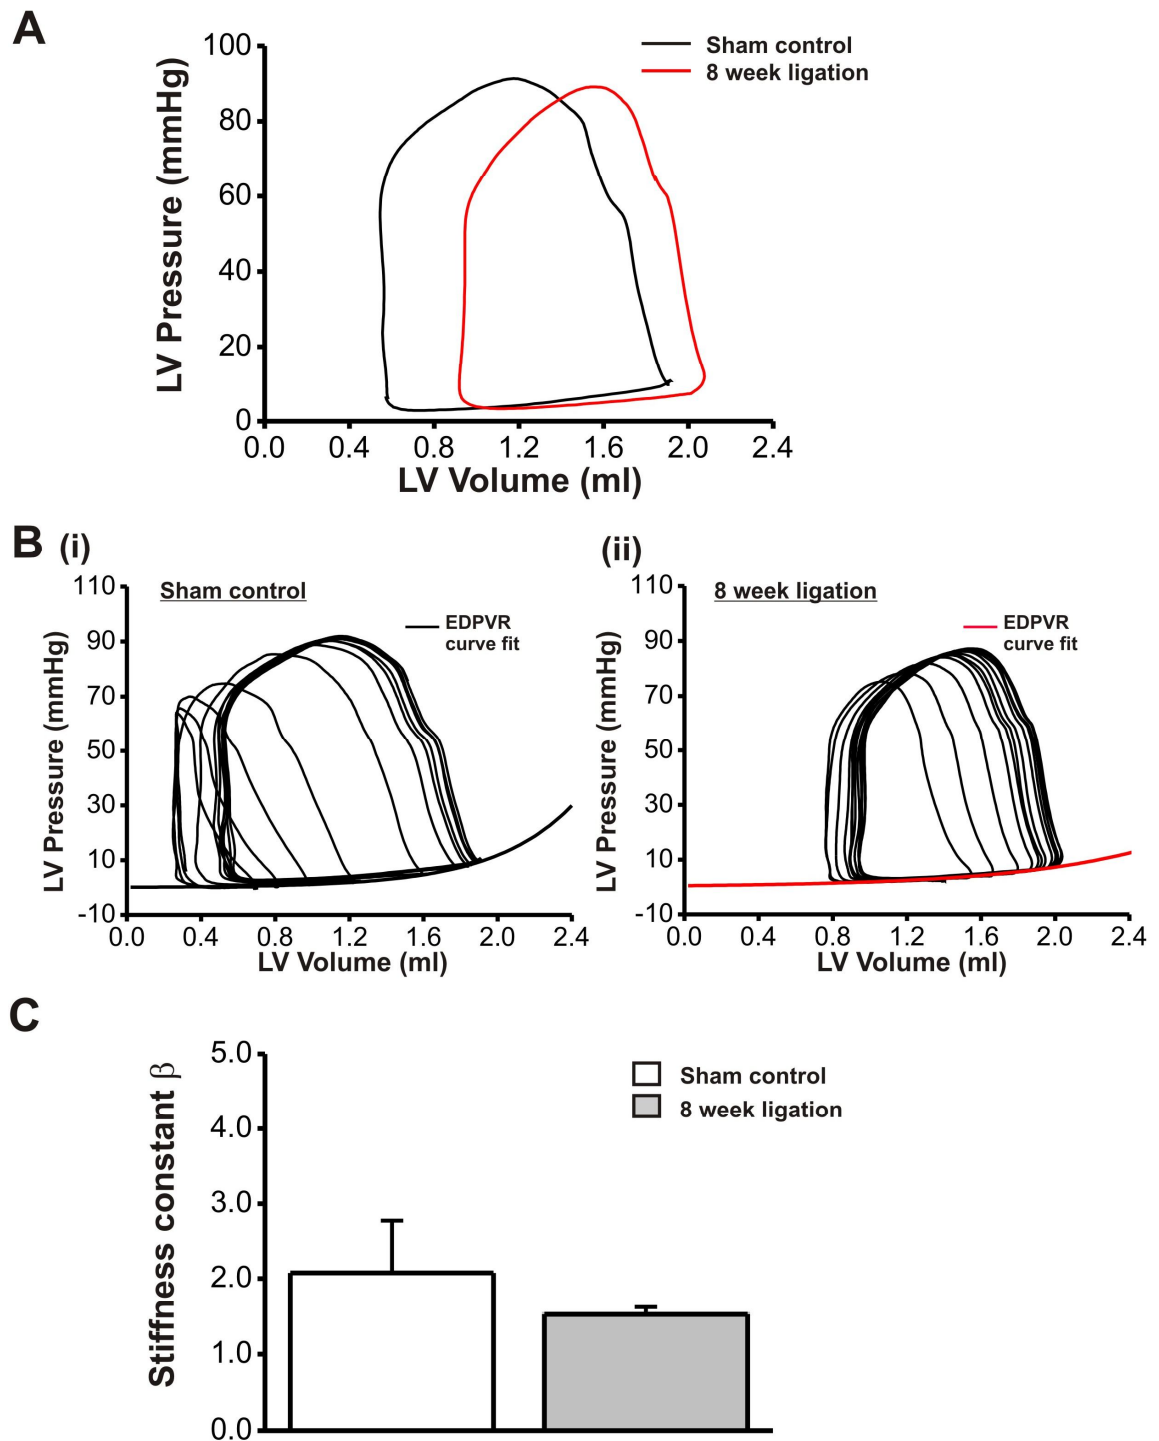 A
100
80
60
40
20
0
LV Pressure (mmHg)
Sham control
8 week ligation
0.0 0.4 0.8 1.2 1.6 2.0 2.4
LV Volume (ml)
B (i)
110
90
70
50
30
10
-10
LV Pressure (mmHg)
Sham control
EDPVR
curve fit
0.0 0.4 0.8 1.2 1.6 2.0 2.4
LV Volume (ml)
(ii)
110
90
70
50
30
10
-10
LV Pressure (mmHg)
8 week ligation
EDPVR
curve fit
0.0 0.4 0.8 1.2 1.6 2.0 2.4
LV Volume (ml)
C
5.0
4.0
3.0
2.0
1.0
0.0
Stiffness constant β
Sham control
8 week ligation